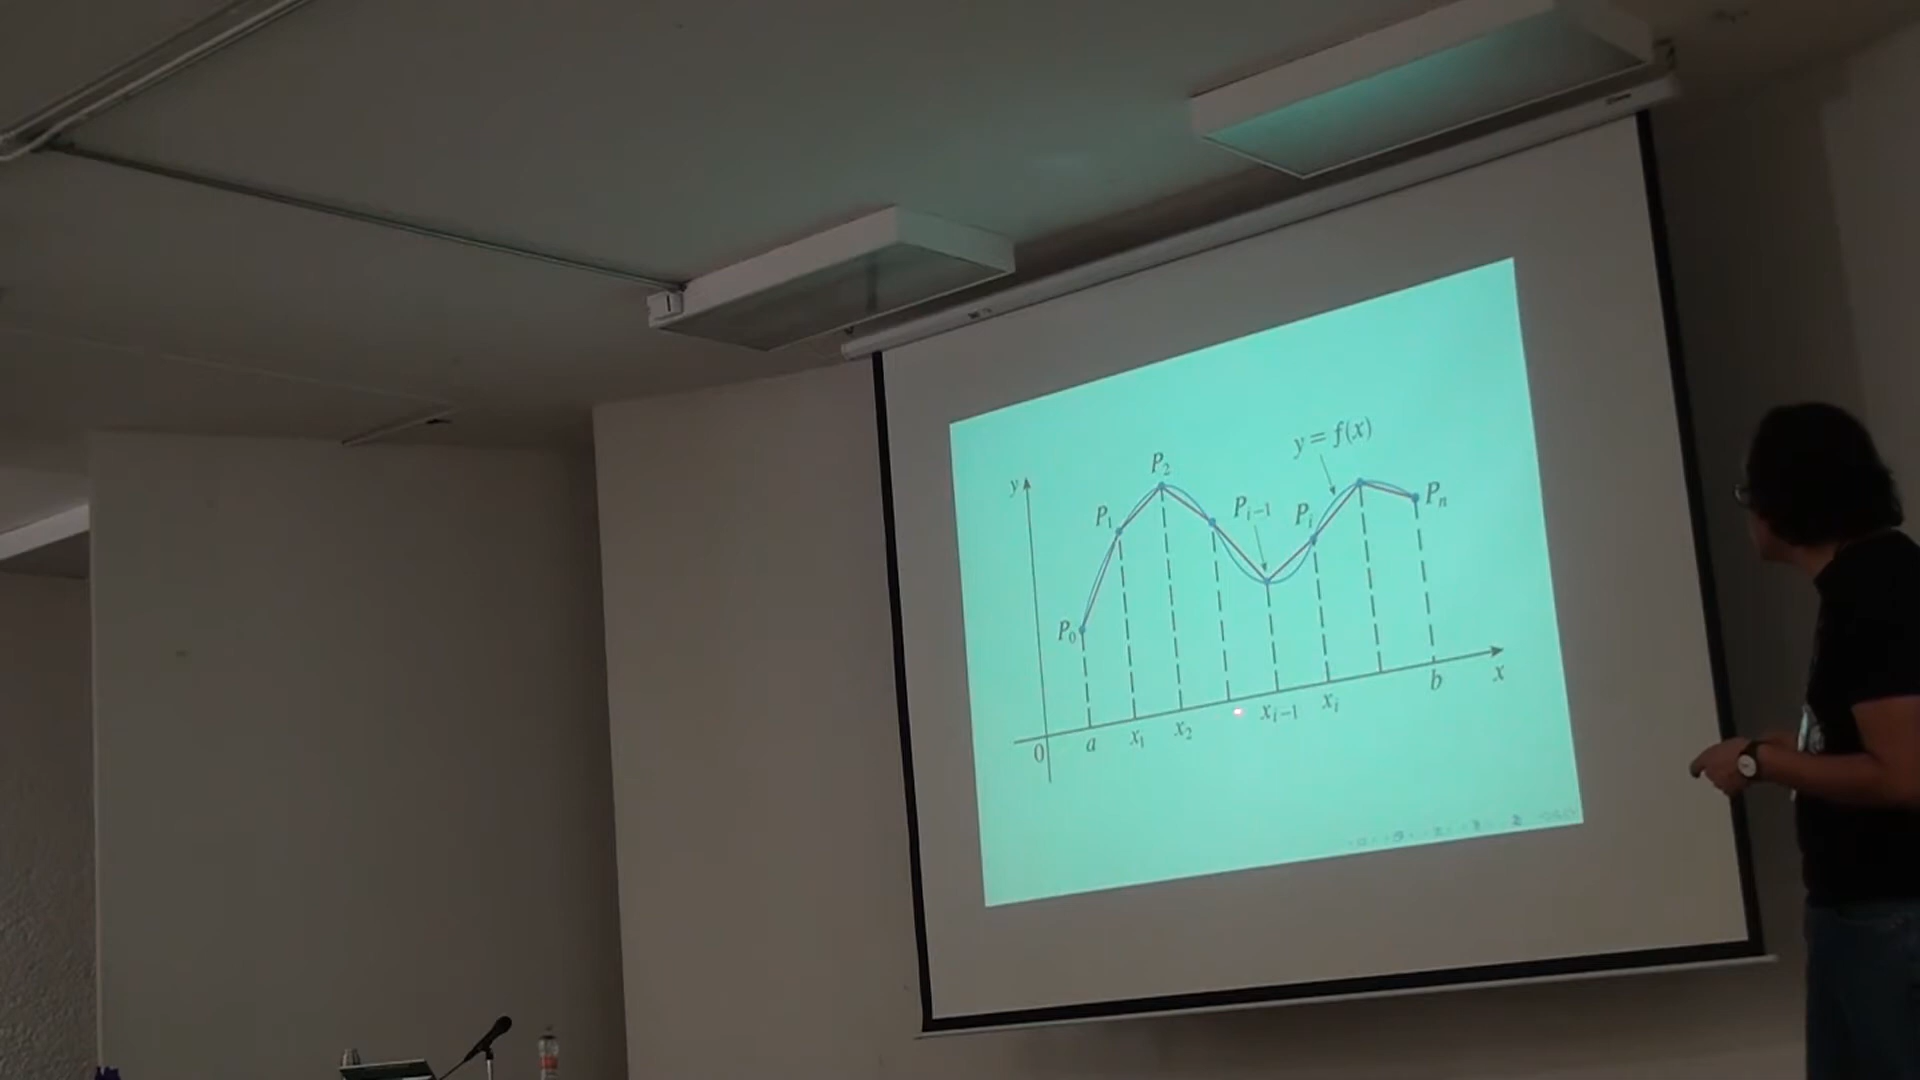 y = f(x)
P₂
y
P₁
Pᵢ₋₁
Pᵢ
Pₙ
P₀
0
a
x₁
x₂
xᵢ₋₁
xᵢ
b
x